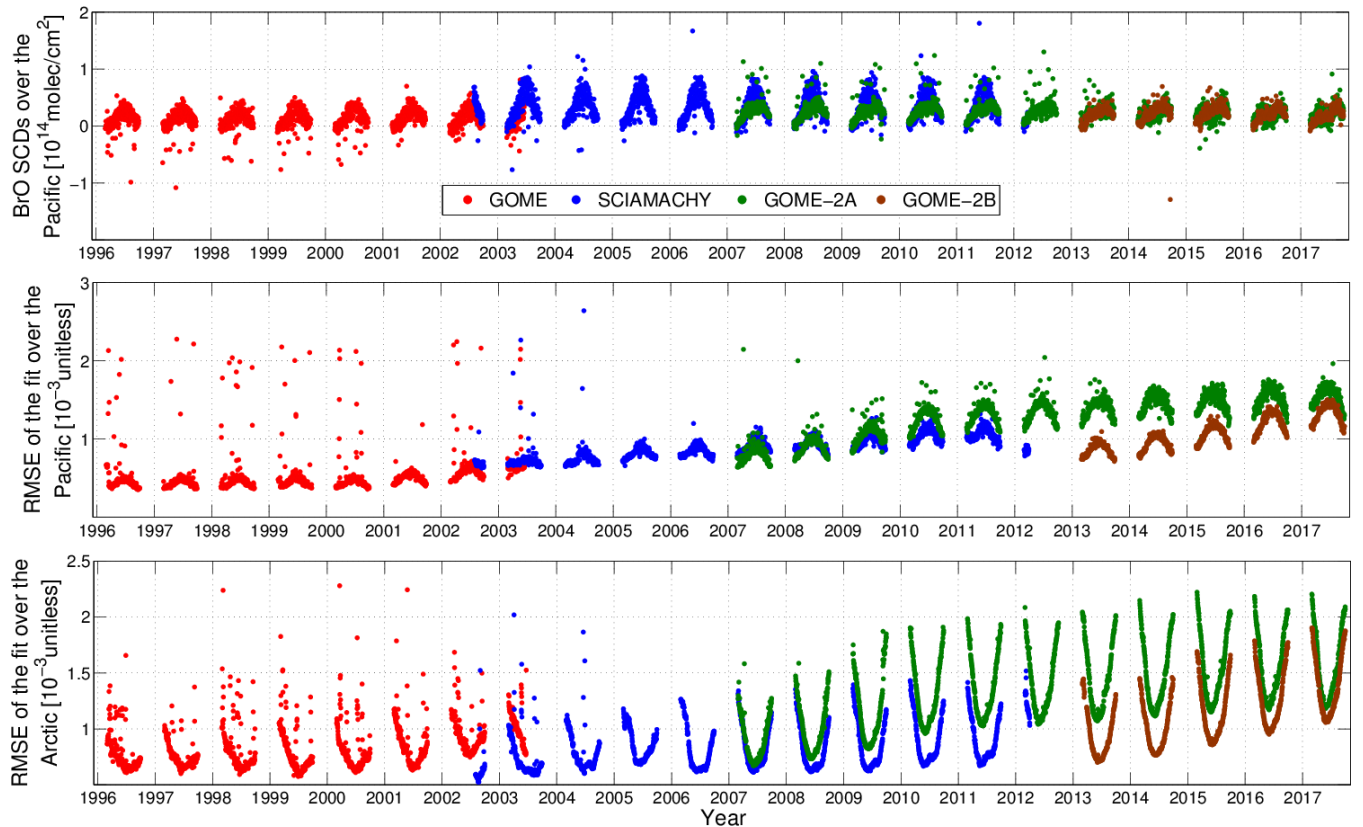 BrO SCDs over the
Pacific [10^14 molec/cm^2]
2
1
0
−1
GOME SCIAMACHY GOME−2A GOME−2B
1996 1997 1998 1999 2000 2001 2002 2003 2004 2005 2006 2007 2008 2009 2010 2011 2012 2013 2014 2015 2016 2017
RMSE of the fit over the
Pacific [10^−3 unitless]
3
2
1
1996 1997 1998 1999 2000 2001 2002 2003 2004 2005 2006 2007 2008 2009 2010 2011 2012 2013 2014 2015 2016 2017
RMSE of the fit over the
Arctic [10^−3 unitless]
2.5
2
1.5
1
1996 1997 1998 1999 2000 2001 2002 2003 2004 2005 2006 2007 2008 2009 2010 2011 2012 2013 2014 2015 2016 2017
Year